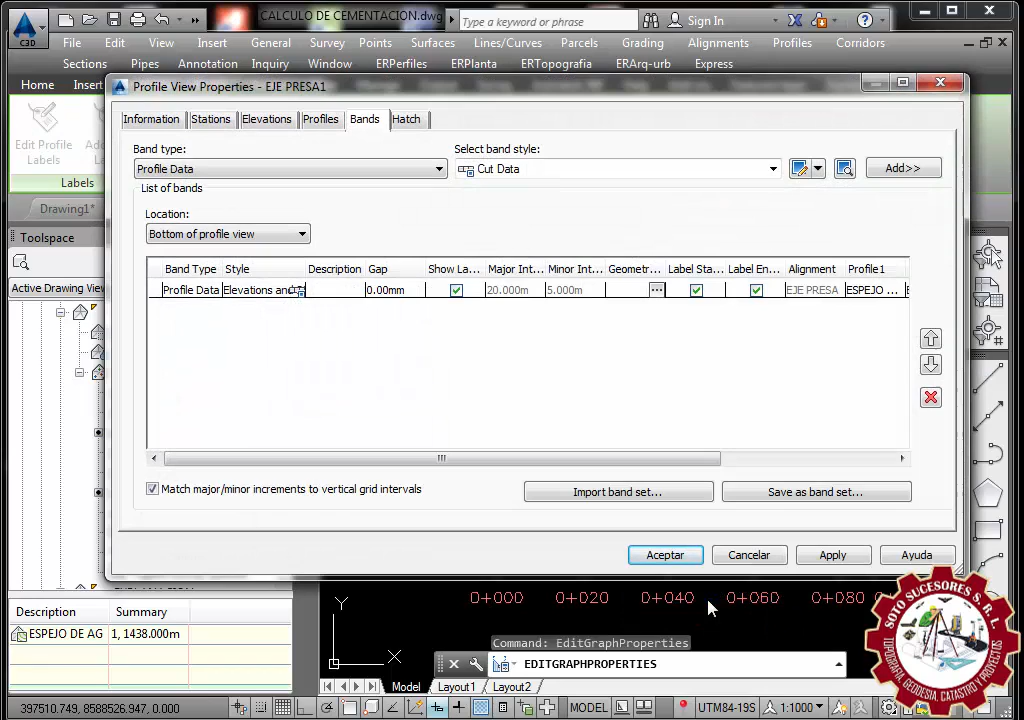 CALCULO DE CEMENTACION.dwg
Type a keyword or phrase
Sign In
C3D
File Edit View Insert General Survey Points Surfaces Lines/Curves Parcels Grading Alignments Profiles Corridors
Sections Pipes Annotation Inquiry Window ERPerfiles ERPlanta ERTopografia ERArq-urb Express
Home Insert
Profile View Properties - EJE PRESA1
Information Stations Elevations Profiles Bands Hatch
Edit Profile
Labels
Labels
Drawing1*
Toolspace
Active Drawing View
Band type:
Select band style:
Profile Data
Cut Data
Add>>
List of bands
Location:
Bottom of profile view
Band Type Style Description Gap Show La... Major Int... Minor Int... Geometr... Label Sta... Label En... Alignment Profile1
Profile Data Elevations an 0.00mm 20.000m 5.000m ... EJE PRESA ESPEJO ...
Match major/minor increments to vertical grid intervals
Import band set...
Save as band set...
Aceptar Cancelar Apply Ayuda
Description Summary
ESPEJO DE AG 1, 1438.000m
0+000 0+020 0+040 0+060 0+080
Y
X
Command: EditGraphProperties
EDITGRAPHPROPERTIES
Model Layout1 Layout2
397510.749, 8588526.947, 0.000
MODEL
UTM84-19S
1:1000
SOTO SUCESORES S.R.L.
TOPOGRAFIA, GEODESIA, CATASTRO Y PROYECTOS